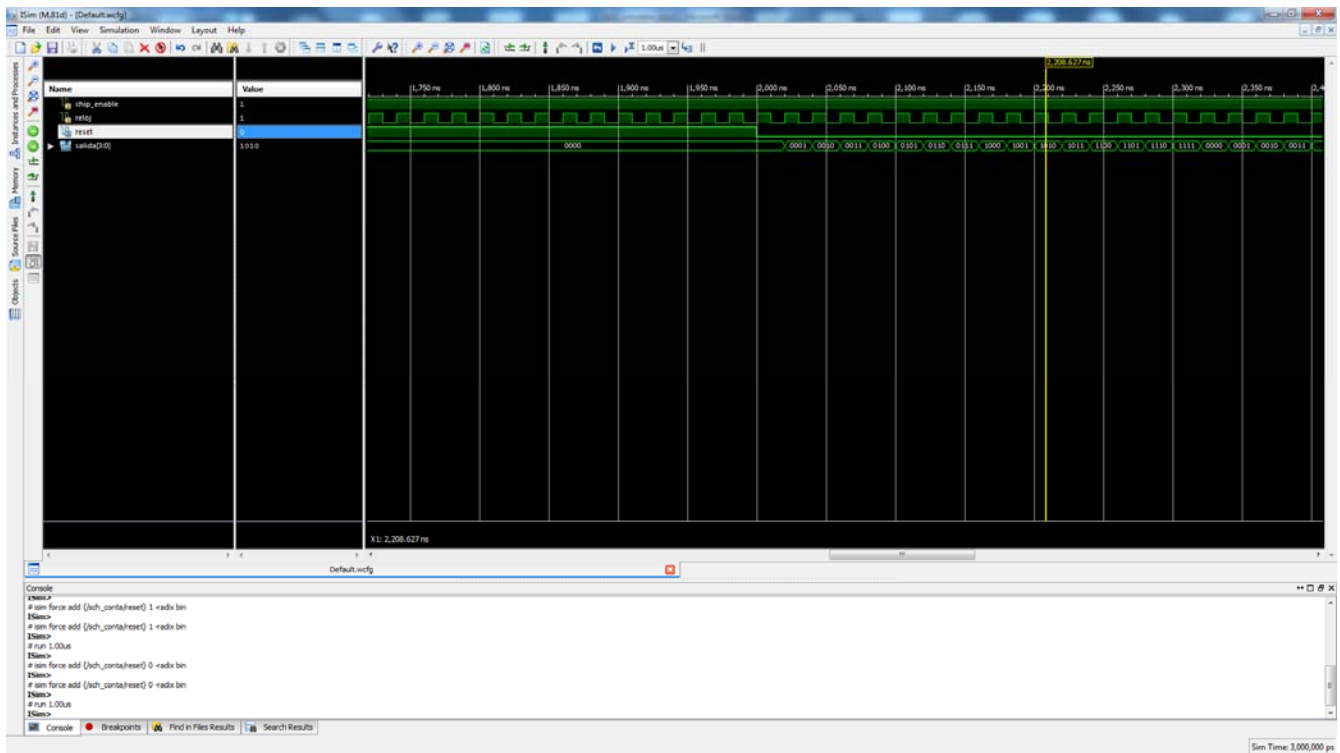 ISim (M.81d) - [Default.wcfg]
File Edit View Simulation Window Layout Help
1.00us
2,208.627 ns
Name Value
1,750 ns 1,800 ns 1,850 ns 1,900 ns 1,950 ns 2,000 ns 2,050 ns 2,100 ns 2,150 ns 2,200 ns 2,250 ns 2,300 ns 2,350 ns 2,4
chip_enable 1
reloj 1
reset 0
salida[3:0] 1010 0000 0001 0010 0011 0100 0101 0110 0111 1000 1001 1010 1011 1100 1101 1110 1111 0000 0001 0010 0011
Instances and Processes
Memory
Source Files
Objects
X1: 2,208.627 ns
Default.wcfg
Console
ISim>
# isim force add {/sch_conta/reset} 1 -radix bin
ISim>
# isim force add {/sch_conta/reset} 1 -radix bin
ISim>
# run 1.00us
ISim>
# isim force add {/sch_conta/reset} 0 -radix bin
ISim>
# isim force add {/sch_conta/reset} 0 -radix bin
ISim>
# run 1.00us
ISim>
Console Breakpoints Find in Files Results Search Results
Sim Time: 3,000,000 ps